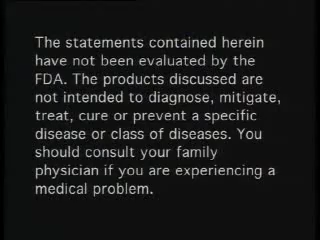 The statements contained herein
have not been evaluated by the
FDA. The products discussed are
not intended to diagnose, mitigate,
treat, cure or prevent a specific
disease or class of diseases. You
should consult your family
physician if you are experiencing a
medical problem.